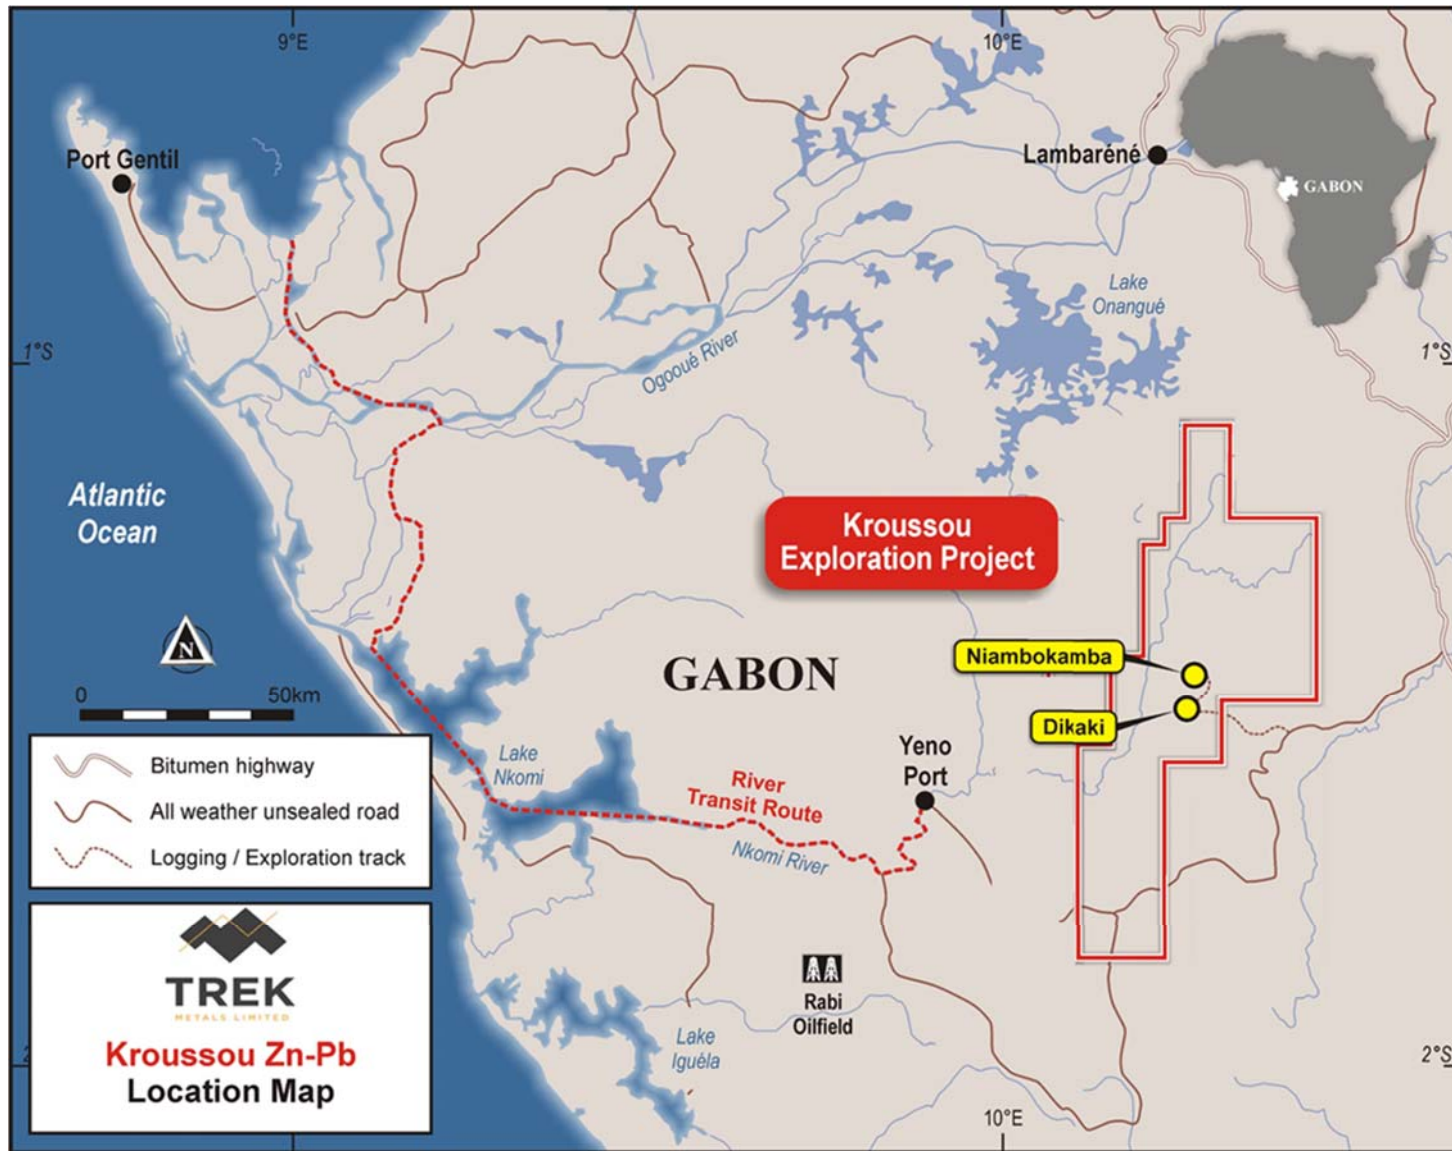 9°E
10°E
Port Gentil
Lambaréné
GABON
Lake
Onangué
1°S
1°S
Ogooué River
Atlantic
Ocean
Kroussou
Exploration Project
N
0
50km
Niambokamba
GABON
Dikaki
Yeno
Port
Lake
Nkomi
River
Transit Route
Nkomi River
Bitumen highway
All weather unsealed road
Logging / Exploration track
Rabi
Oilfield
Lake
Iguéla
TREK
METALS LIMITED
Kroussou Zn-Pb
Location Map
2°S
10°E